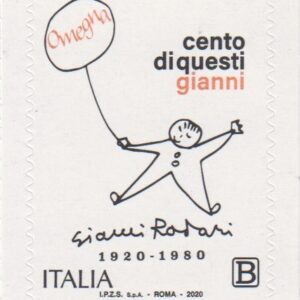 Omegna
cento
di questi
gianni
Gianni Rodari
1920-1980
ITALIA
B
I.P.Z.S. S.p.A. - ROMA - 2020